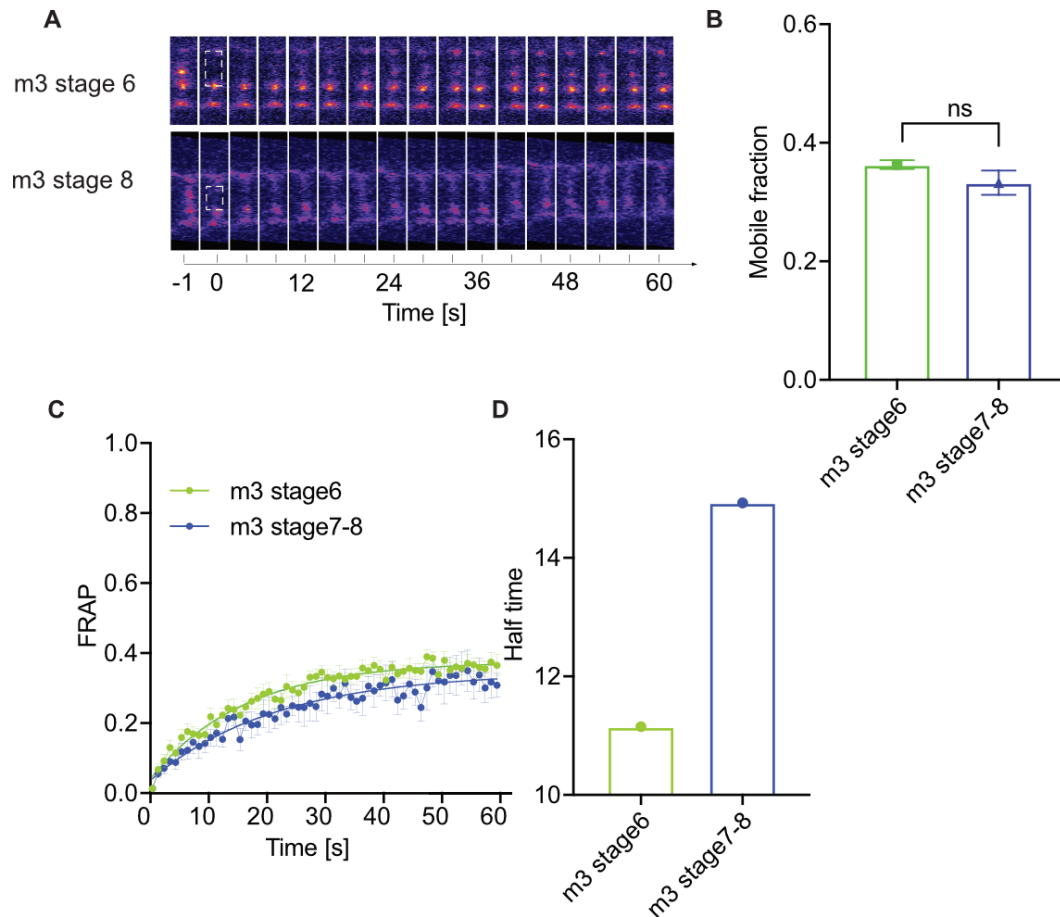 A
m3 stage 6
m3 stage 8
-1 0 12 24 36 48 60
Time [s]
B
0.6
0.4
0.2
0.0
Mobile fraction
ns
m3 stage6
m3 stage7-8
C
1.0
0.8
0.6
0.4
0.2
0.0
FRAP
m3 stage6
m3 stage7-8
0 10 20 30 40 50 60
Time [s]
D
16
14
12
10
Half time
m3 stage6
m3 stage7-8